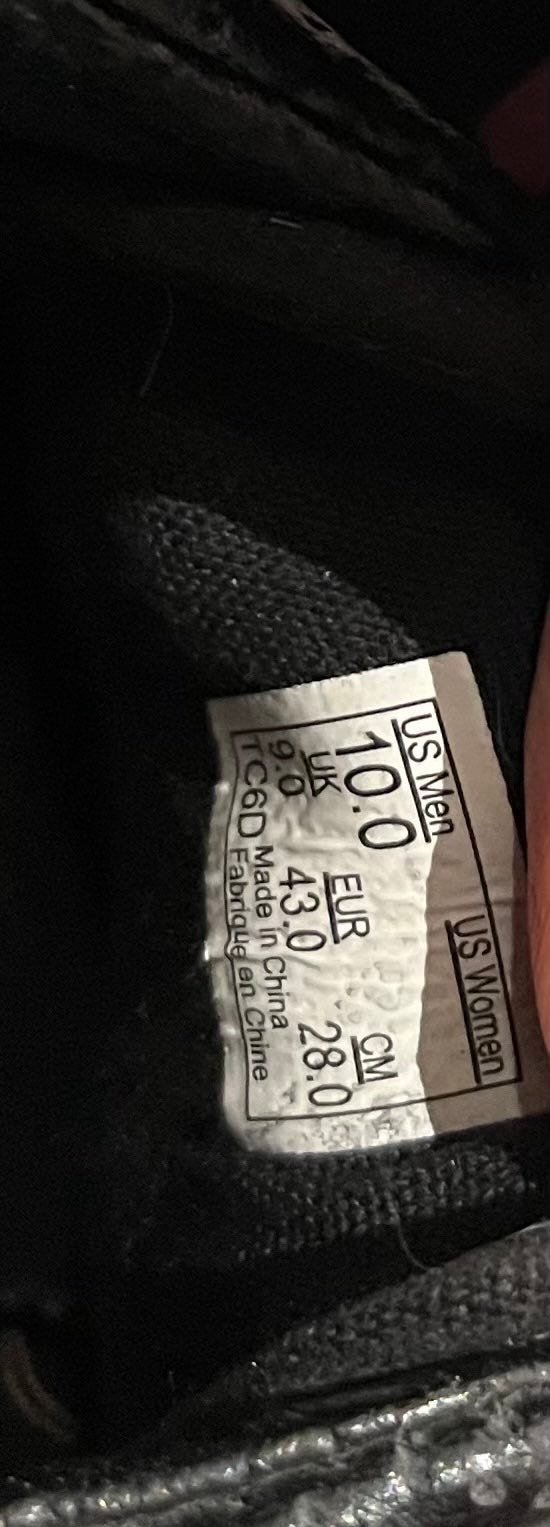 US Men US Women
10.0
UK EUR CM
9.0 43.0 28.0
TC6D Made in China
Fabriqué en Chine